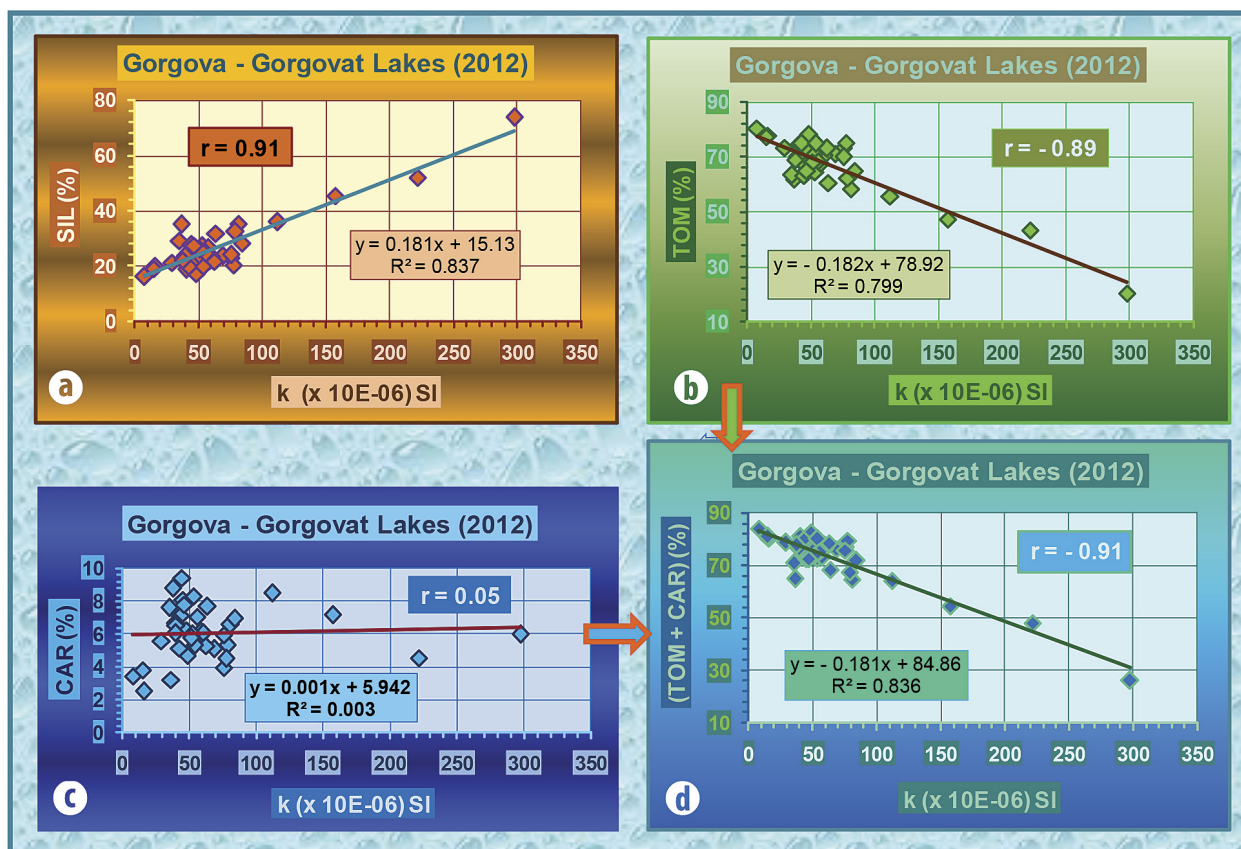 Gorgova - Gorgovat Lakes (2012)
SIL (%)
80
60
40
20
0
r = 0.91
y = 0.181x + 15.13
R² = 0.837
0 50 100 150 200 250 300 350
k (x 10E-06) SI
a
Gorgova - Gorgovat Lakes (2012)
TOM (%)
90
70
50
30
10
r = - 0.89
y = - 0.182x + 78.92
R² = 0.799
0 50 100 150 200 250 300 350
k (x 10E-06) SI
b
Gorgova - Gorgovat Lakes (2012)
CAR (%)
10
8
6
4
2
0
r = 0.05
y = 0.001x + 5.942
R² = 0.003
0 50 100 150 200 250 300 350
k (x 10E-06) SI
c
Gorgova - Gorgovat Lakes (2012)
(TOM + CAR) (%)
90
70
50
30
10
r = - 0.91
y = - 0.181x + 84.86
R² = 0.836
0 50 100 150 200 250 300 350
k (x 10E-06) SI
d